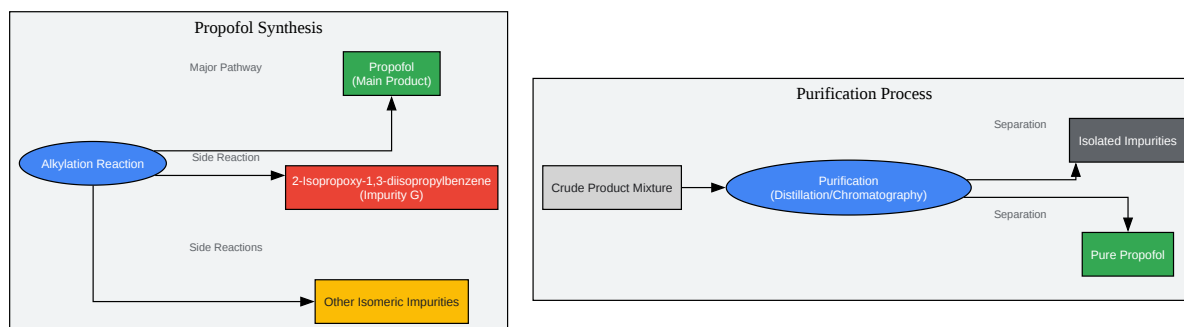 Propofol Synthesis
Major Pathway
Propofol
(Main Product)
Alkylation Reaction
Side Reaction
2-Isopropoxy-1,3-diisopropylbenzene
(Impurity G)
Side Reactions
Other Isomeric Impurities
Purification Process
Separation
Isolated Impurities
Crude Product Mixture
Purification
(Distillation/Chromatography)
Separation
Pure Propofol